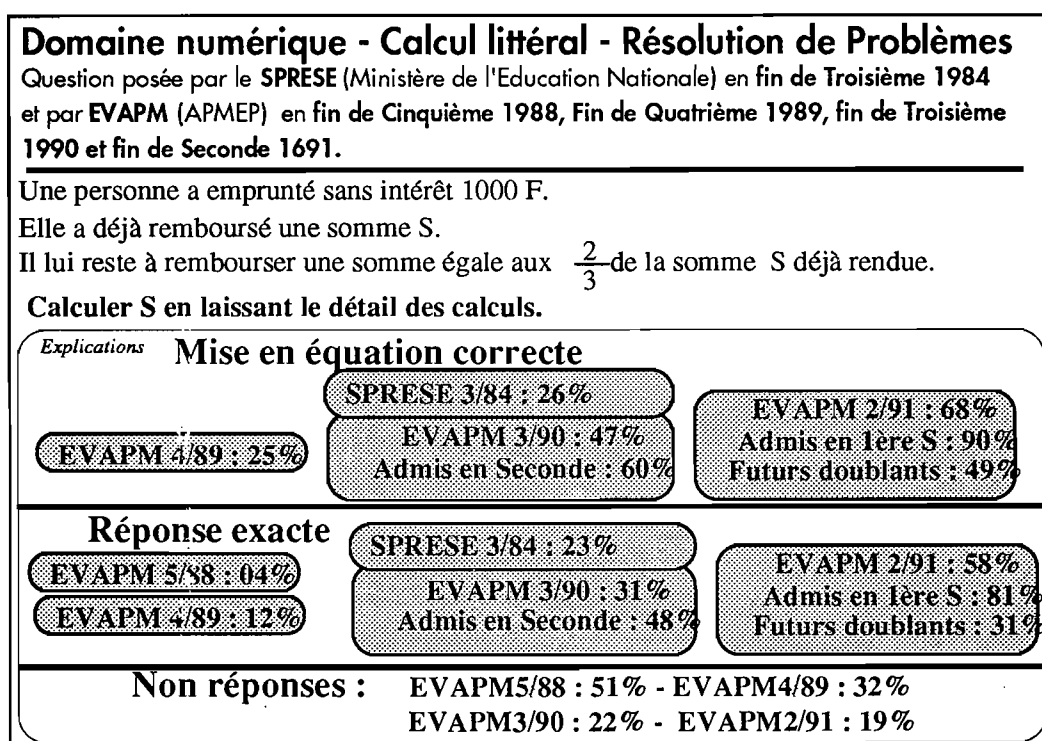 Domaine numérique - Calcul littéral - Résolution de Problèmes
Question posée par le SPRESE (Ministère de l'Education Nationale) en fin de Troisième 1984
et par EVAPM (APMEP) en fin de Cinquième 1988, Fin de Quatrième 1989, fin de Troisième
1990 et fin de Seconde 1691.
Une personne a emprunté sans intérêt 1000 F.
Elle a déjà remboursé une somme S.
Il lui reste à rembourser une somme égale aux 2/3 de la somme S déjà rendue.
Calculer S en laissant le détail des calculs.
Explications Mise en équation correcte
EVAPM 4/89 : 25%
SPRESE 3/84 : 26%
EVAPM 3/90 : 47%
Admis en Seconde : 60%
EVAPM 2/91 : 68%
Admis en 1ère S : 90%
Futurs doublants : 49%
Réponse exacte
EVAPM 5/88 : 04%
EVAPM 4/89 : 12%
SPRESE 3/84 : 23%
EVAPM 3/90 : 31%
Admis en Seconde : 48%
EVAPM 2/91 : 58%
Admis en 1ère S : 81%
Futurs doublants : 31%
Non réponses : EVAPM5/88 : 51% - EVAPM4/89 : 32%
EVAPM3/90 : 22% - EVAPM2/91 : 19%